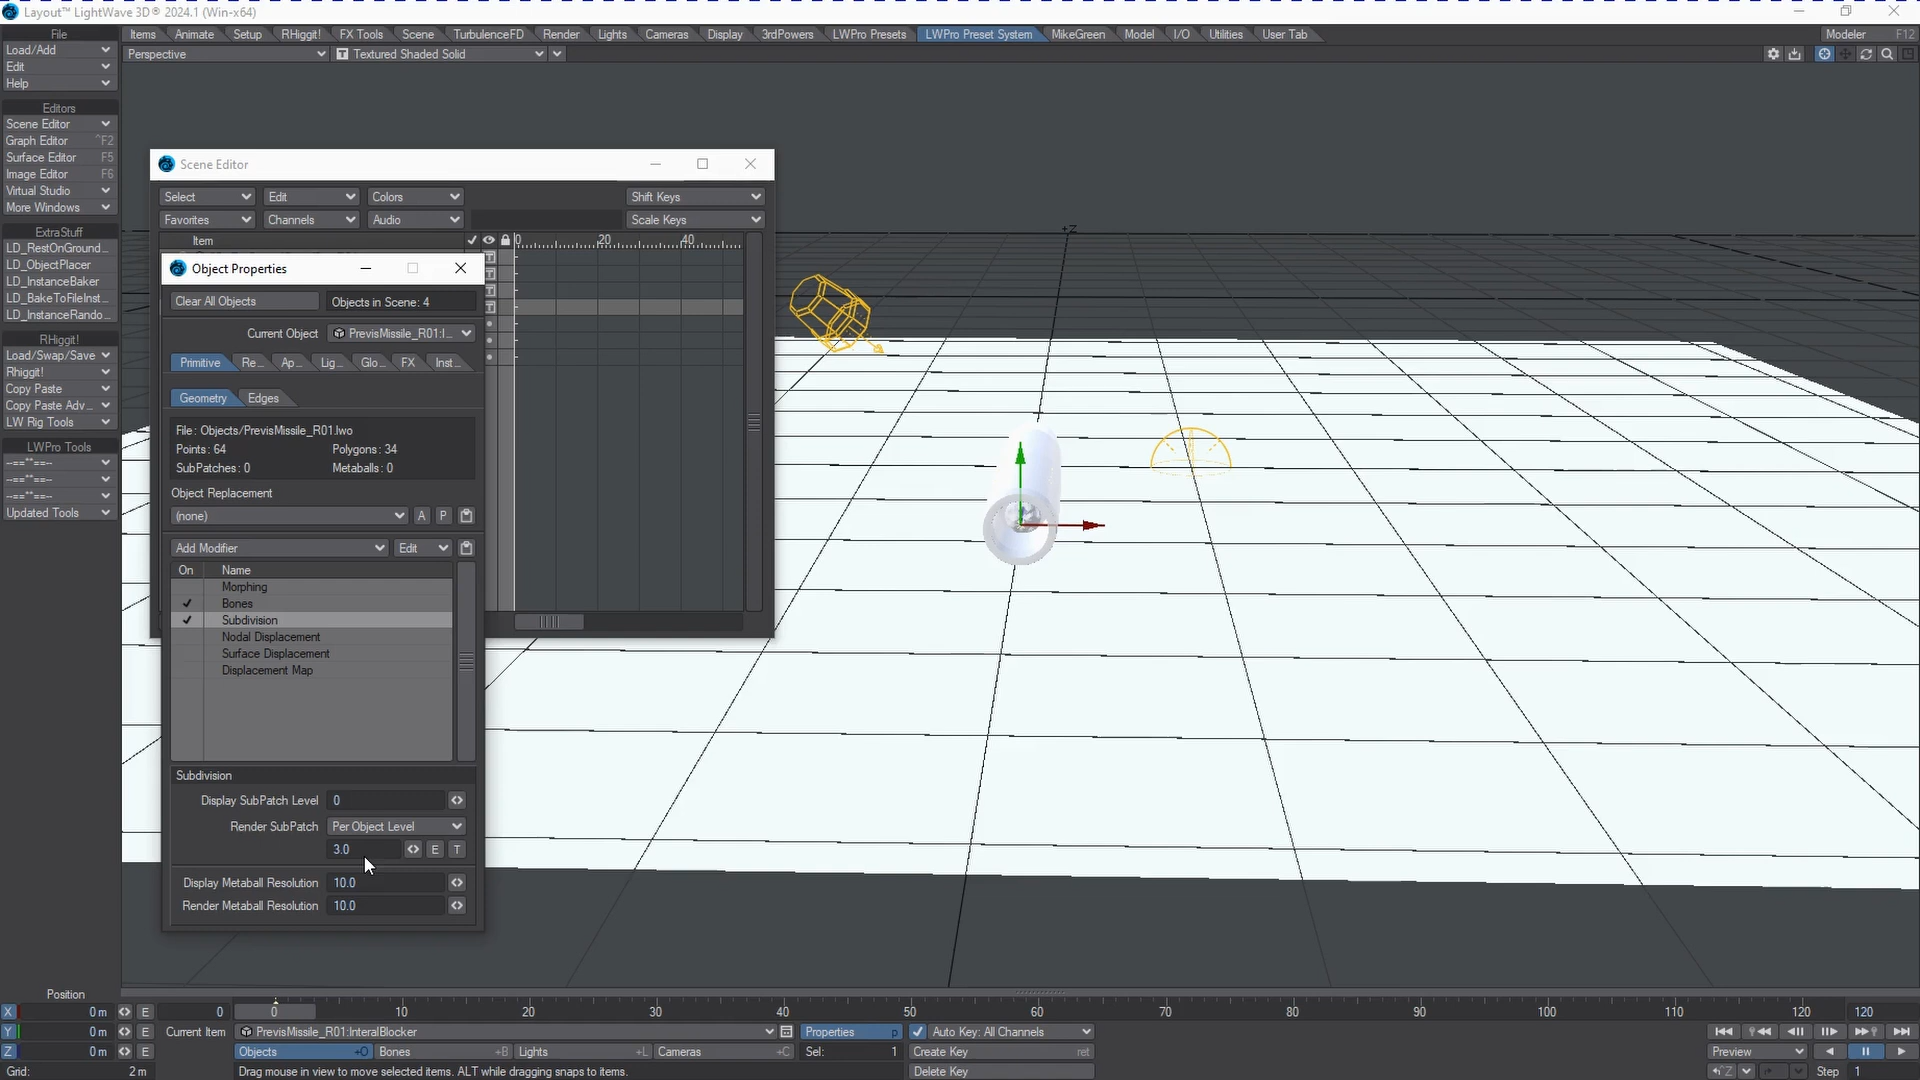 Layout™ LightWave 3D® 2024.1 (Win-x64)
File
Items
Animate
Setup
RHiggit!
FX Tools
Scene
TurbulenceFD
Render
Lights
Cameras
Display
3rdPowers
LWPro Presets
LWPro Preset System
MikeGreen
Model
I/O
Utilities
User Tab
Modeler F12
Load/Add
Edit
Help
Perspective
Textured Shaded Solid
Editors
Scene Editor
Graph Editor ^F2
Surface Editor F5
Image Editor F6
Virtual Studio
More Windows
ExtraStuff
LD_RestOnGround...
LD_ObjectPlacer
LD_InstanceBaker
LD_BakeToFileInst...
LD_InstanceRando...
RHiggit!
Load/Swap/Save
Rhiggit!
Copy Paste
Copy Paste Adv...
LW Rig Tools
LWPro Tools
--==**==--
--==**==--
--==**==--
Updated Tools
Scene Editor
Select
Edit
Colors
Shift Keys
Favorites
Channels
Audio
Scale Keys
Item
0 20 40
Object Properties
Clear All Objects
Objects in Scene: 4
Current Object
PrevisMissile_R01:I...
Primitive
Re...
Ap...
Lig...
Glo...
FX
Inst...
Geometry
Edges
File: Objects/PrevisMissile_R01.lwo
Points: 64
Polygons: 34
SubPatches: 0
Metaballs: 0
Object Replacement
(none)
A
P
Add Modifier
Edit
On Name
Morphing
Bones
Subdivision
Nodal Displacement
Surface Displacement
Displacement Map
Subdivision
Display SubPatch Level 0
Render SubPatch Per Object Level
3.0 E T
Display Metaball Resolution 10.0
Render Metaball Resolution 10.0
+Z
Position
X 0 m E
Y 0 m E
Z 0 m E
Grid: 2 m
0
0 10 20 30 40 50 60 70 80 90 100 110 120
120
Current Item
PrevisMissile_R01:InteralBlocker
Properties p
Auto Key: All Channels
Objects +O
Bones +B
Lights +L
Cameras +C
Sel: 1
Create Key ret
Delete Key
Drag mouse in view to move selected items. ALT while dragging snaps to items.
Preview
Step 1